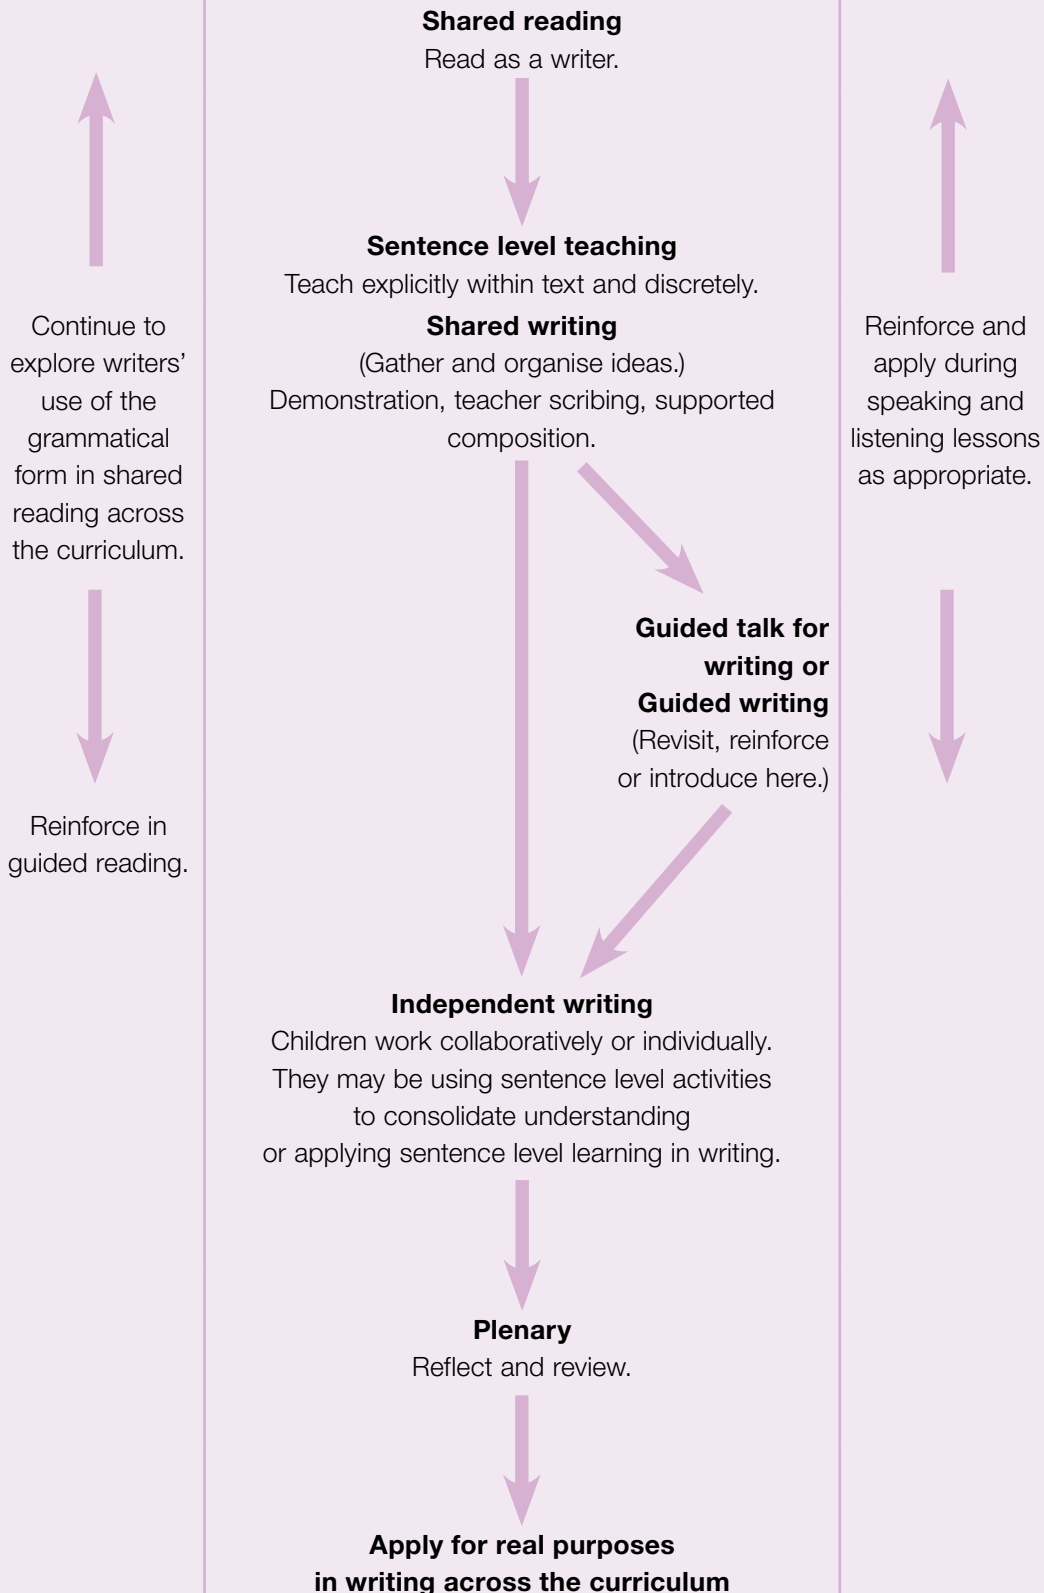 Shared reading
Read as a writer.
Sentence level teaching
Teach explicitly within text and discretely.
Shared writing
(Gather and organise ideas.)
Demonstration, teacher scribing, supported
composition.
Continue to
explore writers’
use of the
grammatical
form in shared
reading across
the curriculum.
Reinforce and
apply during
speaking and
listening lessons
as appropriate.
Guided talk for
writing or
Guided writing
(Revisit, reinforce
or introduce here.)
Reinforce in
guided reading.
Independent writing
Children work collaboratively or individually.
They may be using sentence level activities
to consolidate understanding
or applying sentence level learning in writing.
Plenary
Reflect and review.
Apply for real purposes
in writing across the curriculum